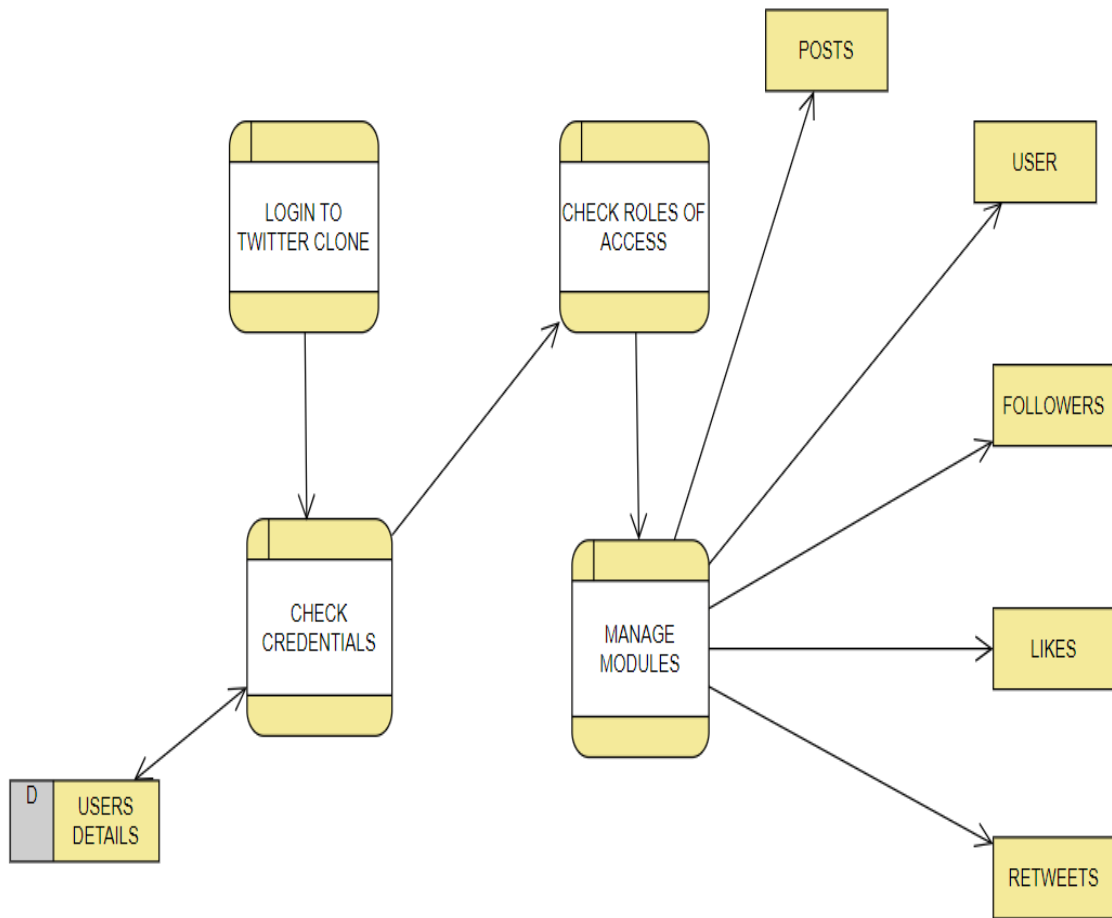 POSTS
USER
LOGIN TO
TWITTER CLONE
CHECK ROLES OF
ACCESS
FOLLOWERS
CHECK
CREDENTIALS
MANAGE
MODULES
LIKES
D
USERS
DETAILS
RETWEETS